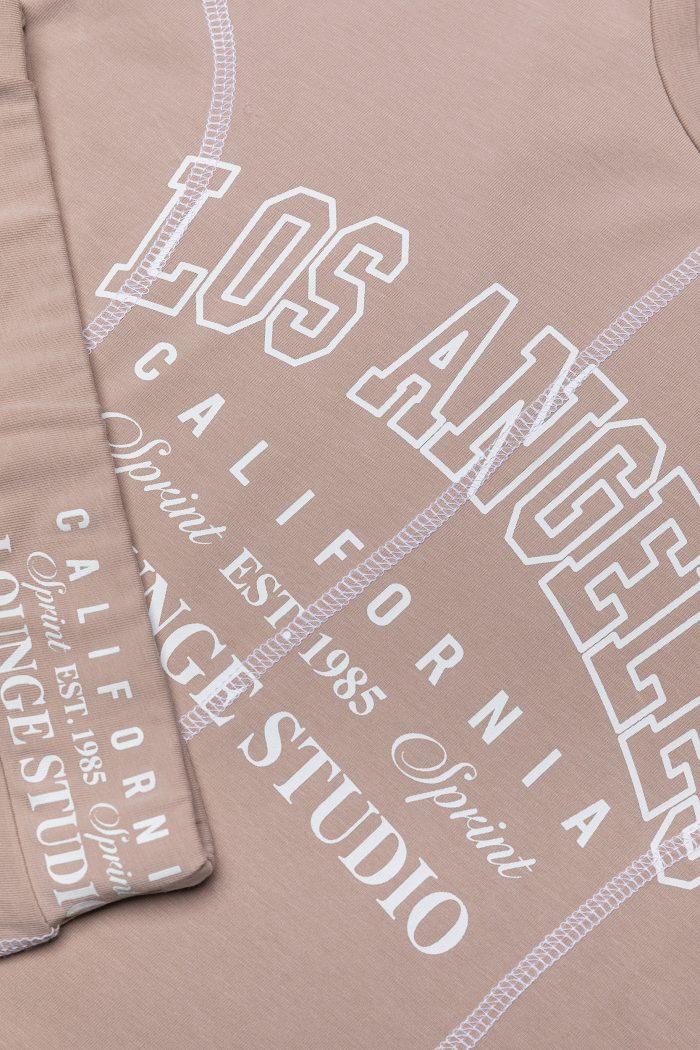 LOS ANGELES
CALIFORNIA
Sprint EST. 1985 Sprint
LOUNGE STUDIO
CALIFORNI
Sprint EST. 1985 Sprint
LOUNGE STUDIO